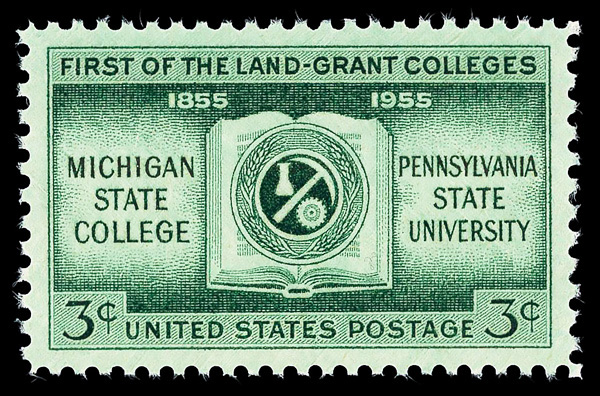 FIRST OF THE LAND-GRANT COLLEGES
1855 1955
MICHIGAN
STATE
COLLEGE
PENNSYLVANIA
STATE
UNIVERSITY
3¢ UNITED STATES POSTAGE 3¢